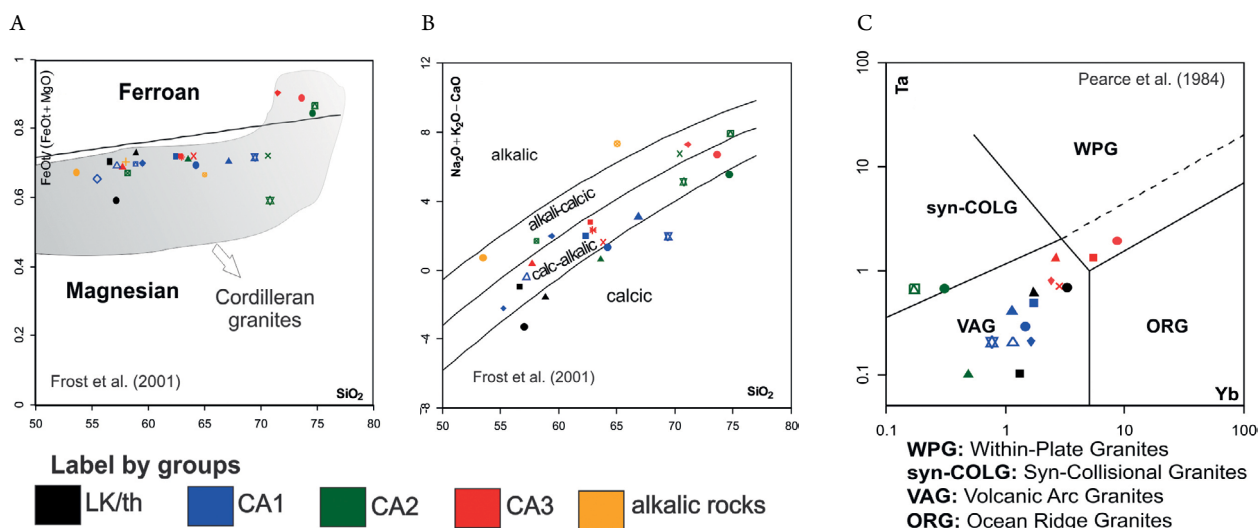 A
FeOt/ (FeOt+ MgO)
1
0.8
0.6
0.4
0.2
0
Ferroan
Magnesian
Cordilleran
granites
Frost et al. (2001)
SiO2
50 55 60 65 70 75 80
B
Na2O+ K2O- CaO
12
8
4
0
-4
-8
alkalic
alkali-calcic
calc-alkalic
calcic
Frost et al. (2001)
SiO2
50 55 60 65 70 75 80
C
Ta
100
10
1
0.1
Pearce et al. (1984)
WPG
syn-COLG
VAG
ORG
Yb
0.1 1 10 100
WPG: Within-Plate Granites
syn-COLG: Syn-Collisional Granites
VAG: Volcanic Arc Granites
ORG: Ocean Ridge Granites
Label by groups
LK/th CA1 CA2 CA3 alkalic rocks